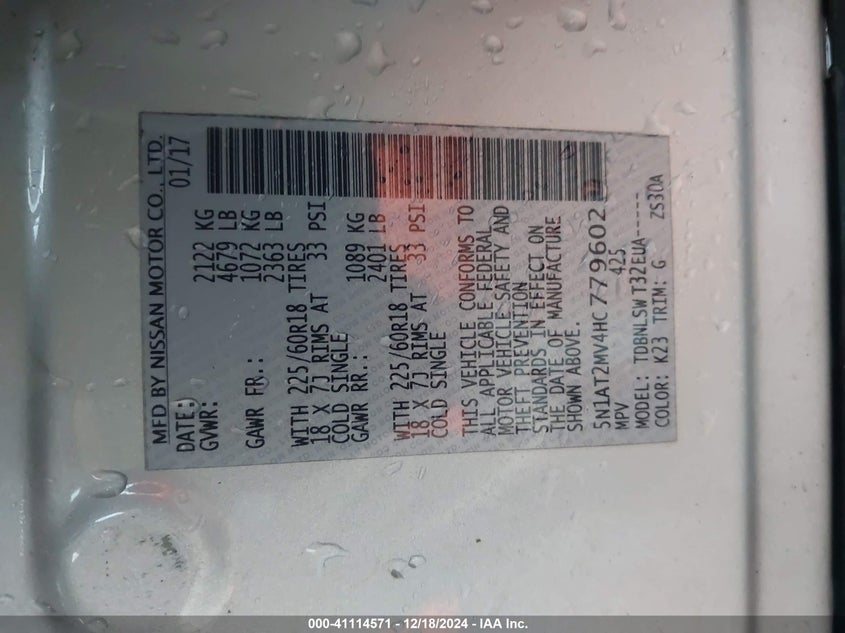 MFD BY NISSAN MOTOR CO., LTD.
DATE: 01/17
GVWR: 2122 KG
4679 LB
GAWR FR.: 1072 KG
2363 LB
WITH 225/60R18 TIRES
18 X 7J RIMS AT 33 PSI
COLD SINGLE
GAWR RR.: 1089 KG
2401 LB
WITH 225/60R18 TIRES
18 X 7J RIMS AT 33 PSI
COLD SINGLE
THIS VEHICLE CONFORMS TO
ALL APPLICABLE FEDERAL
MOTOR VEHICLE SAFETY AND
THEFT PREVENTION
STANDARDS IN EFFECT ON
THE DATE OF MANUFACTURE
SHOWN ABOVE.
5N1AT2MV4HC779602
MPV 425
MODEL: TDBNLSW T32EUA-----
COLOR: K23 TRIM: G ZS30A
000-41114571 - 12/18/2024 - IAA Inc.